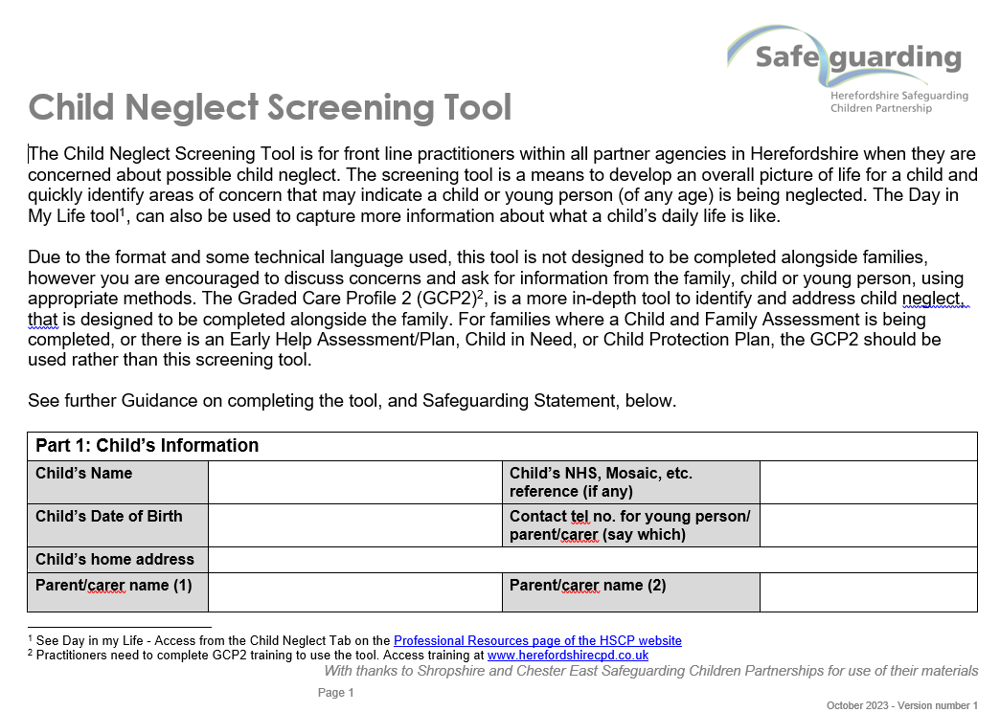 Safeguarding
Herefordshire Safeguarding
Children Partnership
Child Neglect Screening Tool
The Child Neglect Screening Tool is for front line practitioners within all partner agencies in Herefordshire when they are
concerned about possible child neglect. The screening tool is a means to develop an overall picture of life for a child and
quickly identify areas of concern that may indicate a child or young person (of any age) is being neglected. The Day in
My Life tool¹, can also be used to capture more information about what a child's daily life is like.
Due to the format and some technical language used, this tool is not designed to be completed alongside families,
however you are encouraged to discuss concerns and ask for information from the family, child or young person, using
appropriate methods. The Graded Care Profile 2 (GCP2)², is a more in-depth tool to identify and address child neglect,
that is designed to be completed alongside the family. For families where a Child and Family Assessment is being
completed, or there is an Early Help Assessment/Plan, Child in Need, or Child Protection Plan, the GCP2 should be
used rather than this screening tool.
See further Guidance on completing the tool, and Safeguarding Statement, below.
Part 1: Child's Information
Child's Name
Child's NHS, Mosaic, etc.
reference (if any)
Child's Date of Birth
Contact tel no. for young person/
parent/carer (say which)
Child's home address
Parent/carer name (1)
Parent/carer name (2)
¹ See Day in my Life - Access from the Child Neglect Tab on the Professional Resources page of the HSCP website
² Practitioners need to complete GCP2 training to use the tool. Access training at www.herefordshirecpd.co.uk
With thanks to Shropshire and Chester East Safeguarding Children Partnerships for use of their materials
Page 1
October 2023 - Version number 1